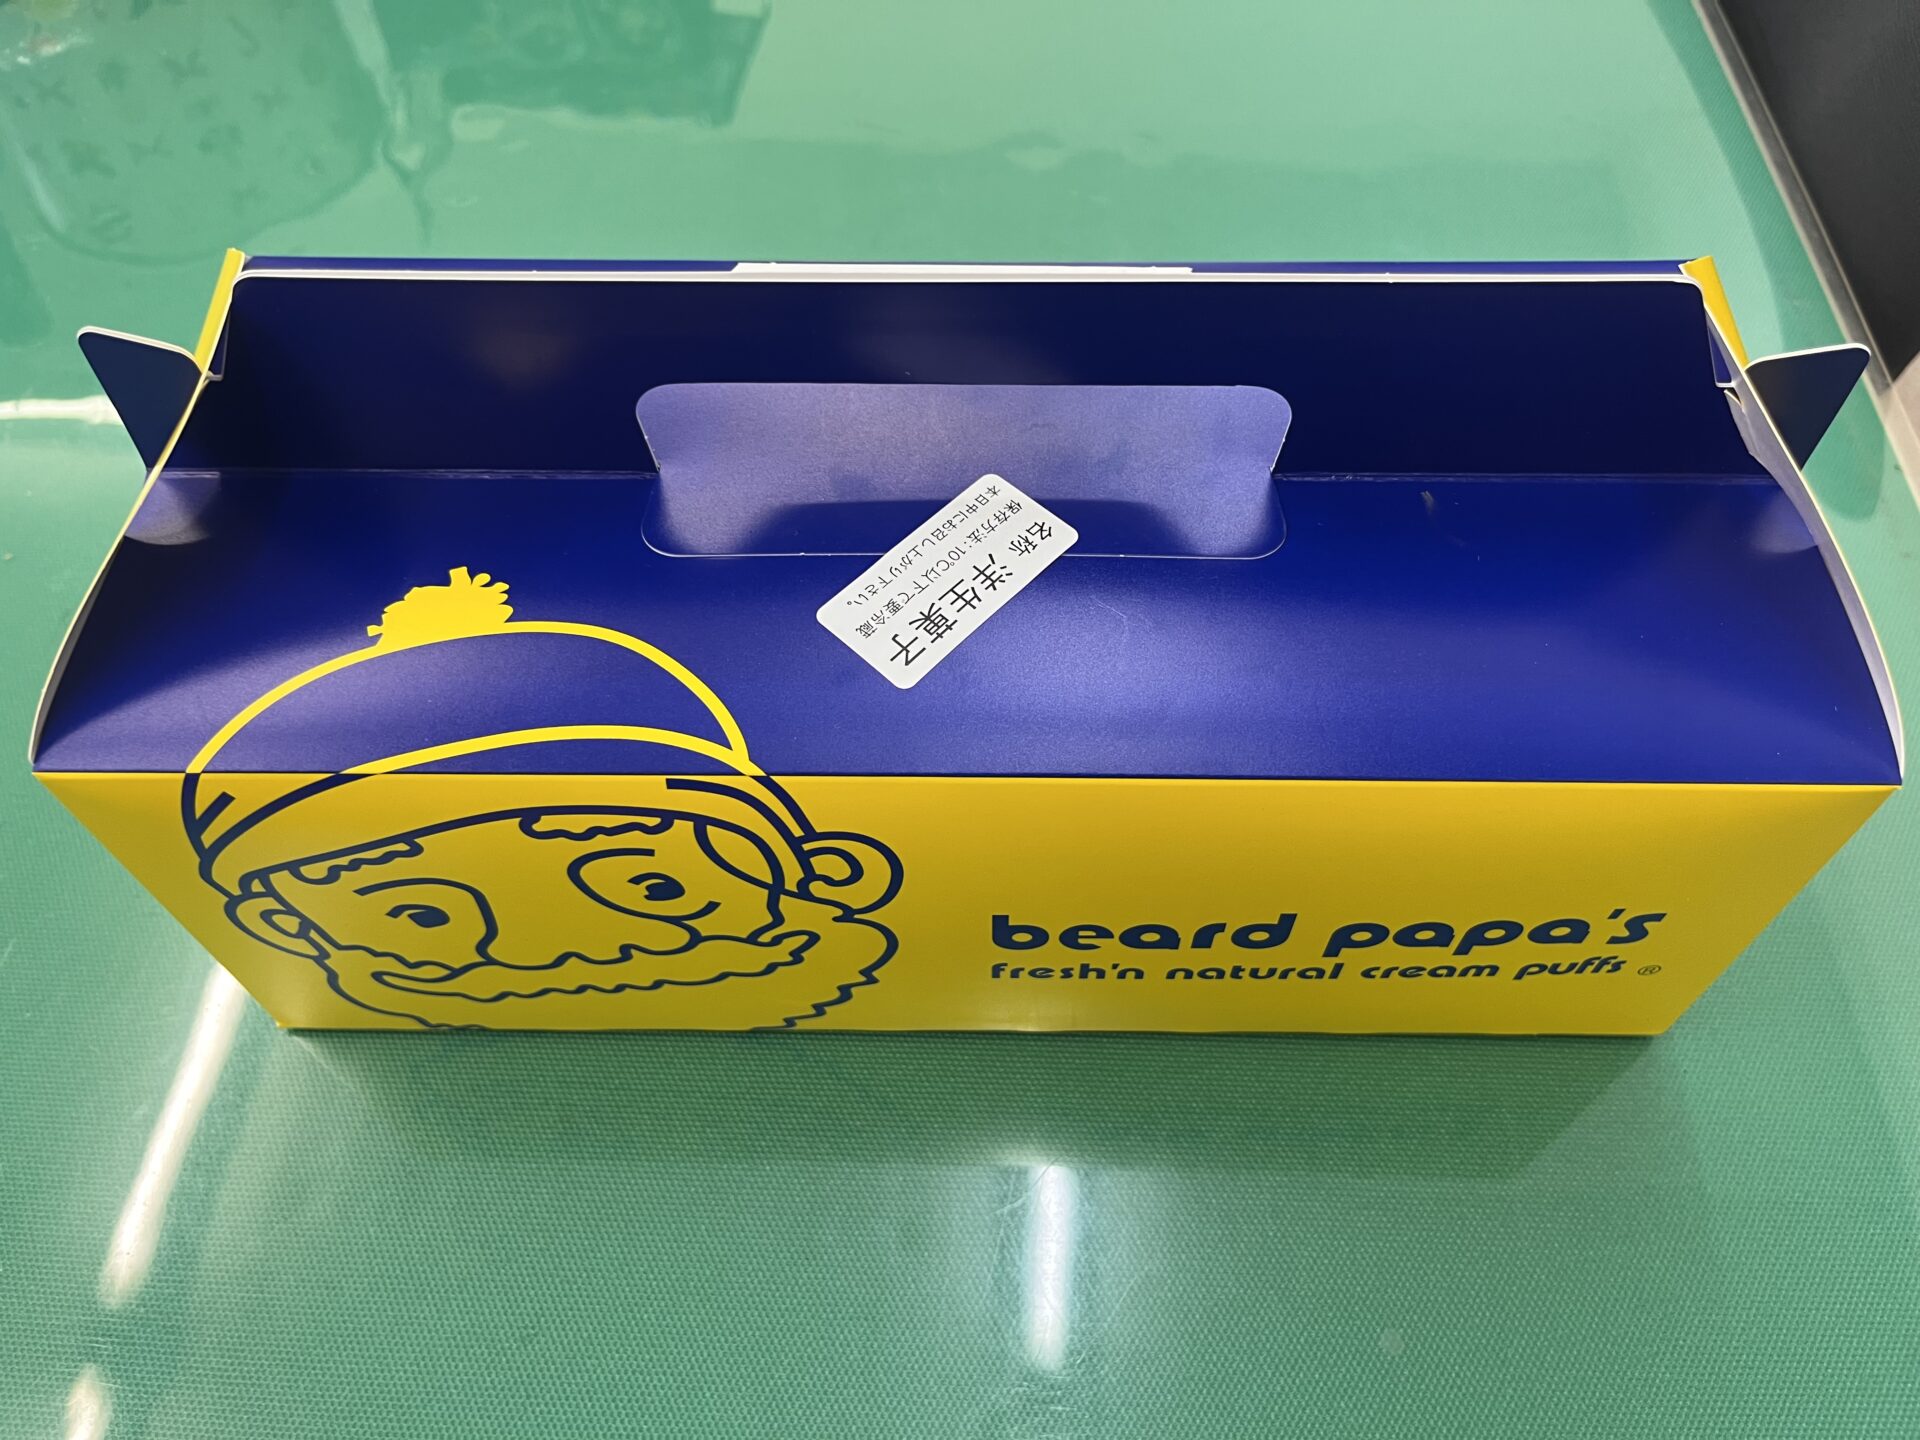 名称 洋生菓子
保存方法：10℃以下で要冷蔵
本日中にお召し上がり下さい。
beard papa's
fresh'n natural cream puffs ®